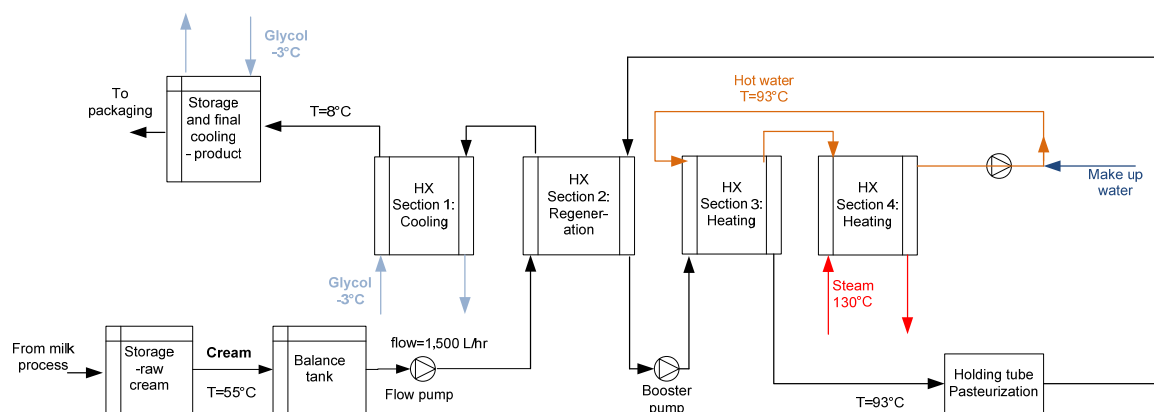 Glycol
-3°C
Hot water
T=93°C
To
packaging
Storage
and final
cooling
- product
T=8°C
HX
Section 1:
Cooling
HX
Section 2:
Regener-
ation
HX
Section 3:
Heating
HX
Section 4:
Heating
Make up
water
Glycol
-3°C
Steam
130°C
From milk
process
Storage
-raw
cream
Cream
T=55°C
Balance
tank
flow=1,500 L/hr
Flow pump
Booster
pump
T=93°C
Holding tube
Pasteurization